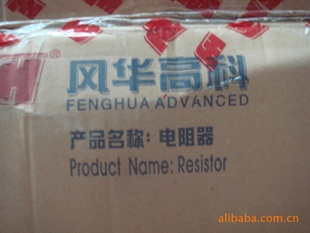 风华高科
FENGHUA ADVANCED
产品名称：电阻器
Product Name: Resistor
alibaba.com.cn